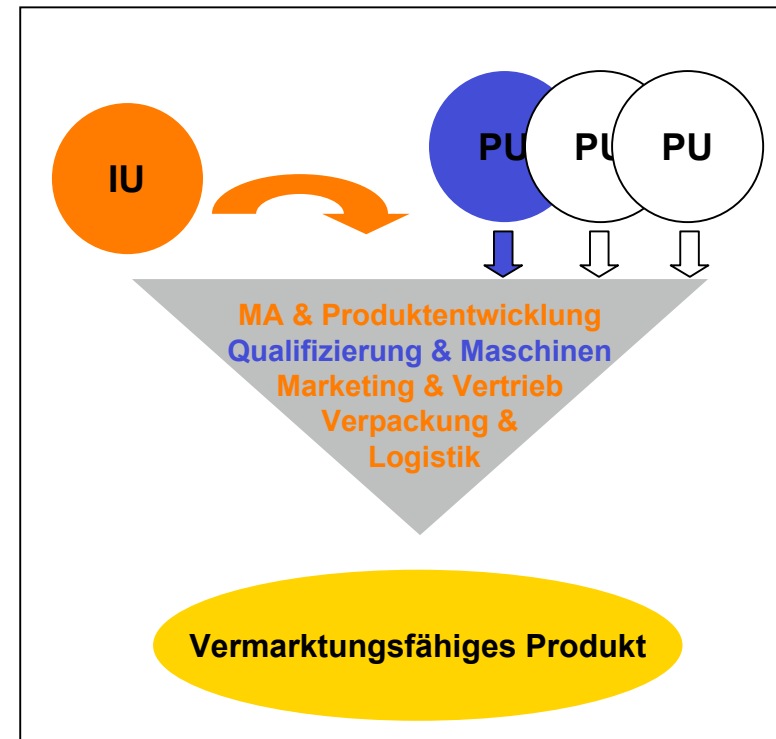 IU
PU
PU
PU
MA & Produktentwicklung
Qualifizierung & Maschinen
Marketing & Vertrieb
Verpackung &
Logistik
Vermarktungsfähiges Produkt